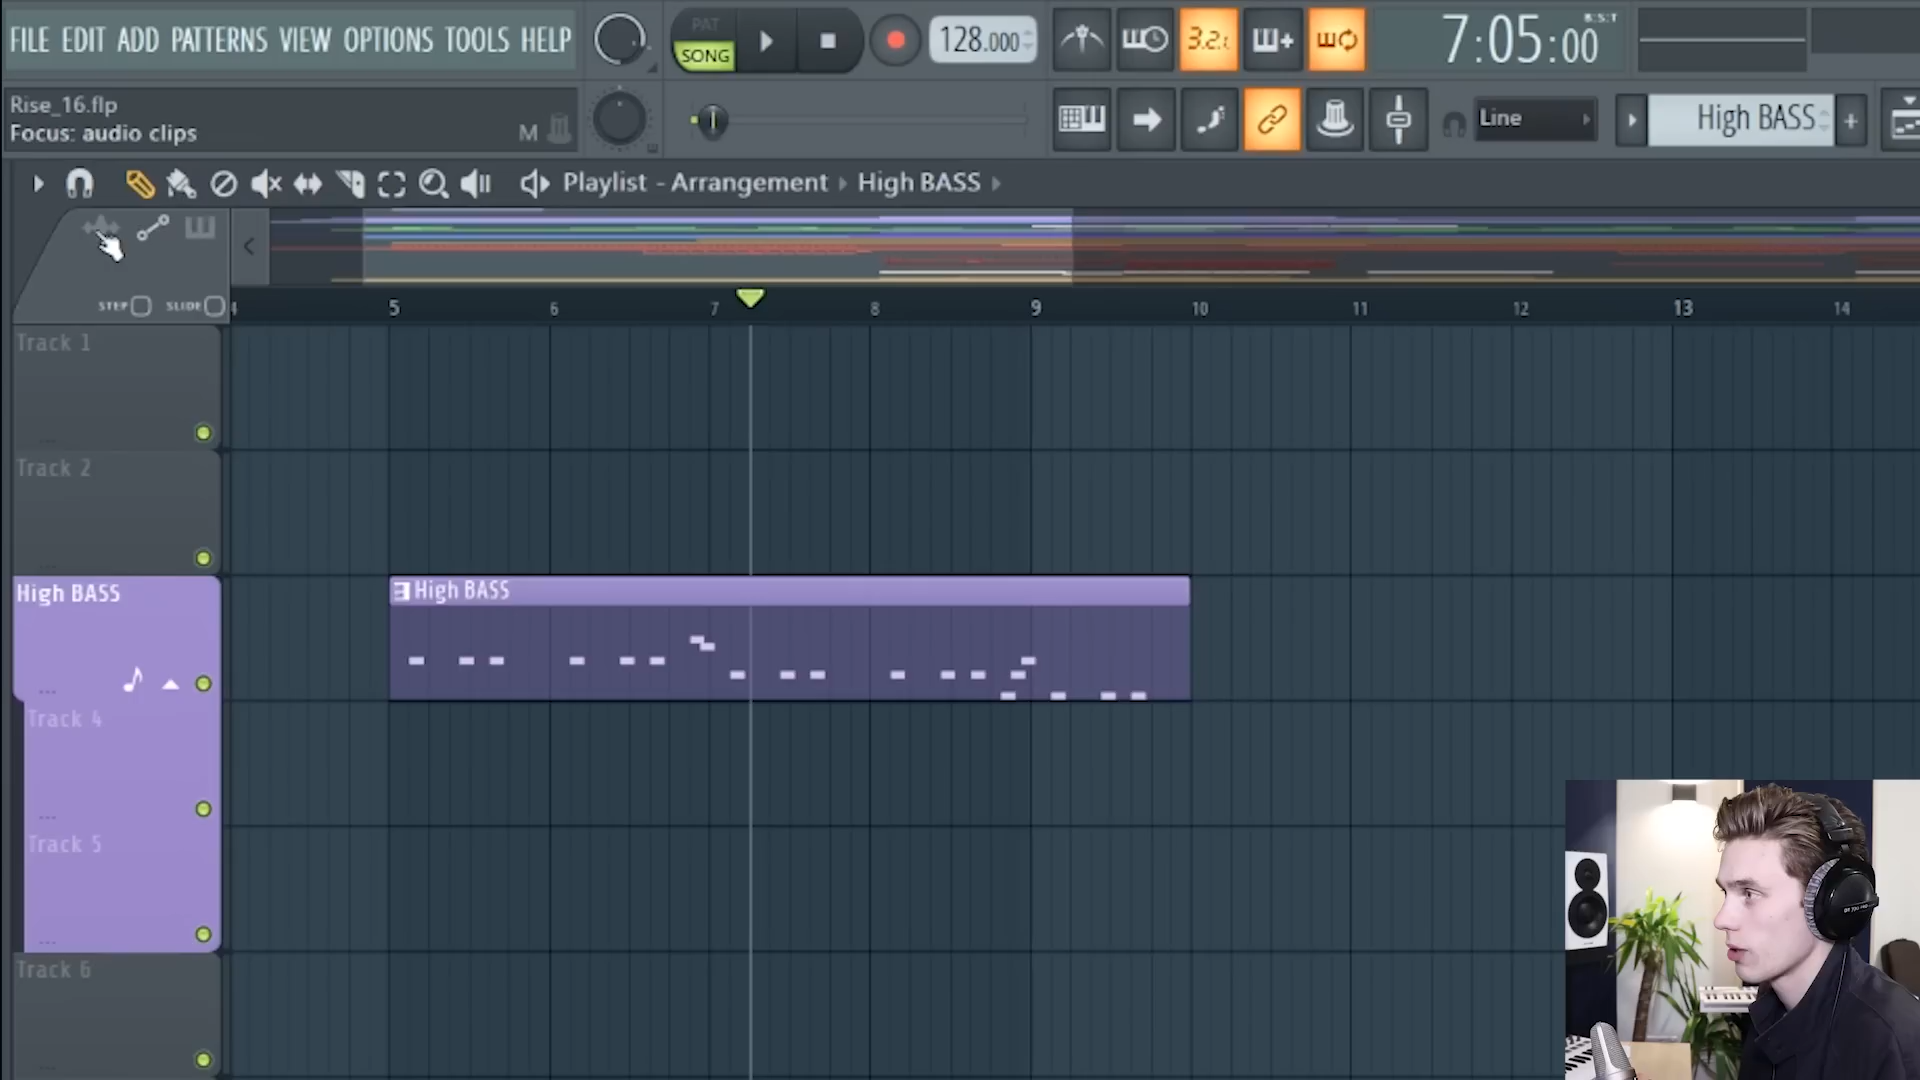 FILE EDIT ADD PATTERNS VIEW OPTIONS TOOLS HELP
PAT
SONG
128.000
3.2.
7:05:00
B:S:T
Rise_16.flp
Focus: audio clips
M
Line
High BASS
Playlist - Arrangement High BASS
STEP SLIDE
4 5 6 7 8 9 10 11 12 13 14
Track 1
Track 2
High BASS
High BASS
Track 4
Track 5
Track 6